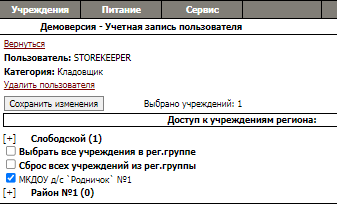 Учреждения Питание Сервис
Демоверсия - Учетная запись пользователя
Вернуться
Пользователь: STOREKEEPER
Категория: Кладовщик
Удалить пользователя
Сохранить изменения Выбрано учреждений: 1
Доступ к учреждениям региона:
[+] Слободской (1)
Выбрать все учреждения в рег.группе
Сброс всех учреждений из рег.группы
МКДОУ д/с `Родничок` №1
[+] Район №1 (0)